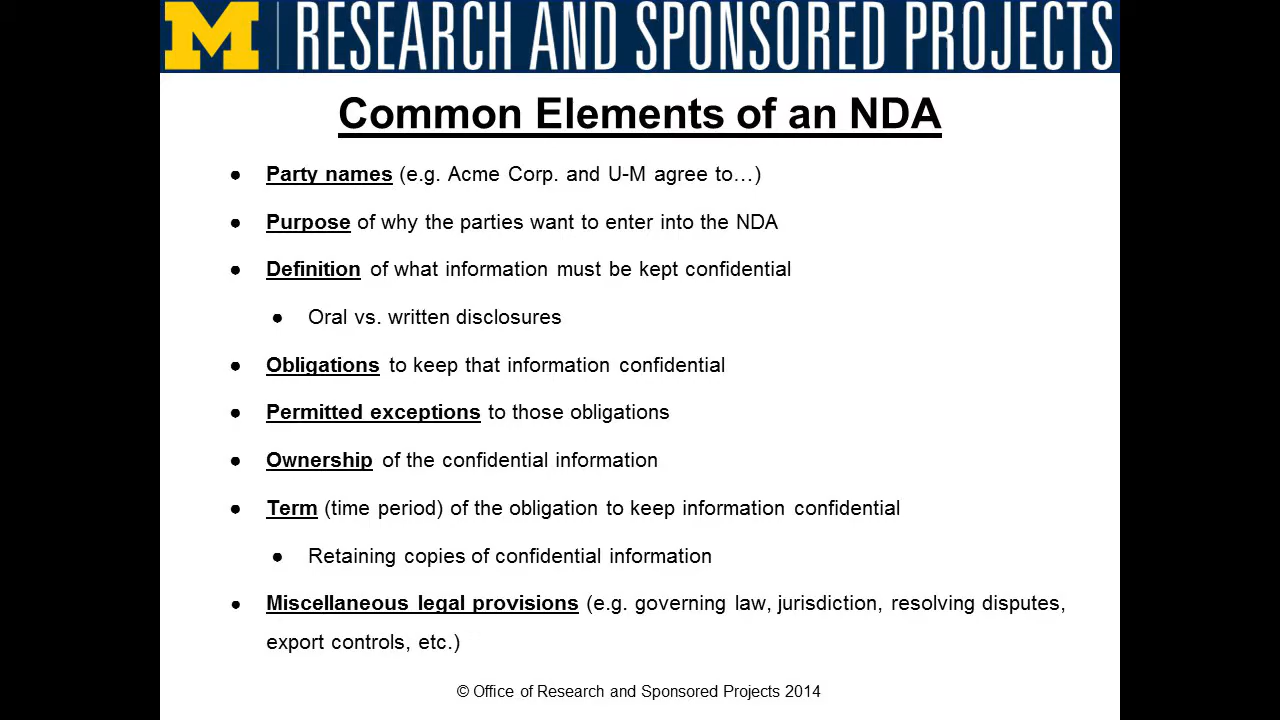 M | RESEARCH AND SPONSORED PROJECTS
Common Elements of an NDA
● Party names (e.g. Acme Corp. and U-M agree to…)
● Purpose of why the parties want to enter into the NDA
● Definition of what information must be kept confidential
● Oral vs. written disclosures
● Obligations to keep that information confidential
● Permitted exceptions to those obligations
● Ownership of the confidential information
● Term (time period) of the obligation to keep information confidential
● Retaining copies of confidential information
● Miscellaneous legal provisions (e.g. governing law, jurisdiction, resolving disputes,
export controls, etc.)
© Office of Research and Sponsored Projects 2014